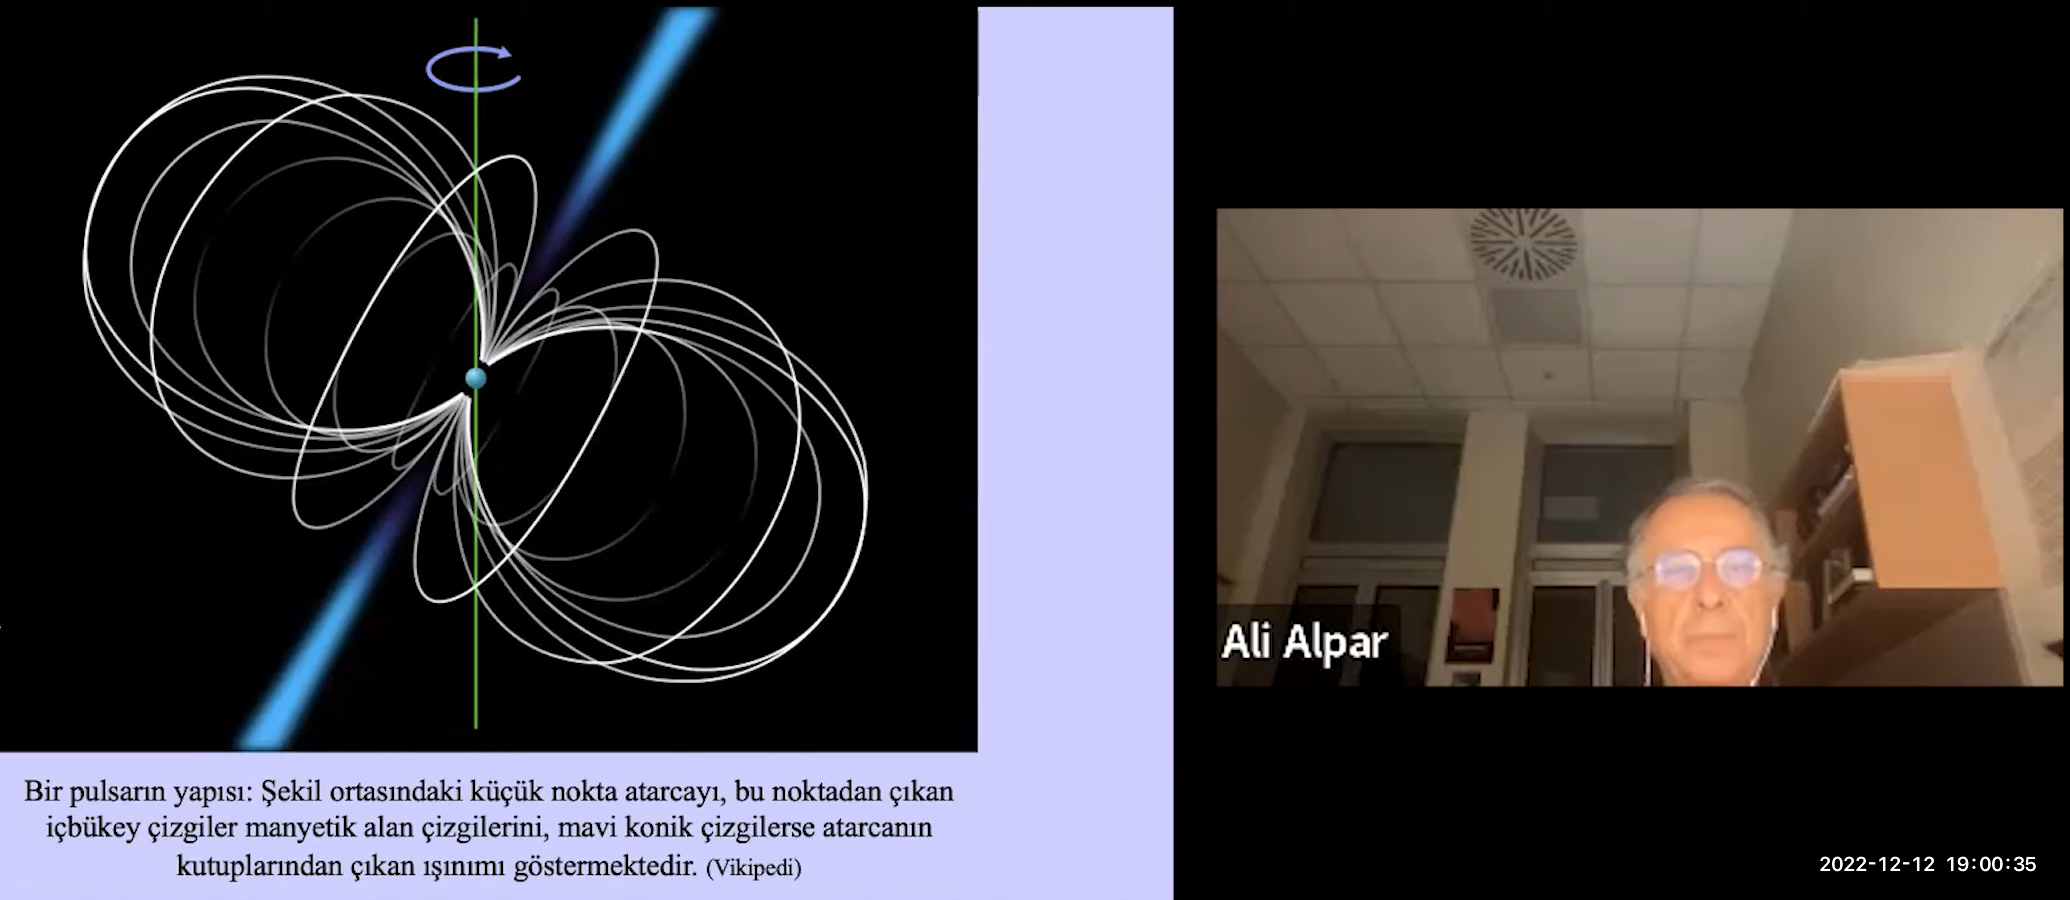 Bir pulsarın yapısı: Şekil ortasındaki küçük nokta atarcayı, bu noktadan çıkan
içbükey çizgiler manyetik alan çizgilerini, mavi konik çizgilerse atarcanın
kutuplarından çıkan ışınımı göstermektedir. (Vikipedi)
Ali Alpar
2022-12-12 19:00:35